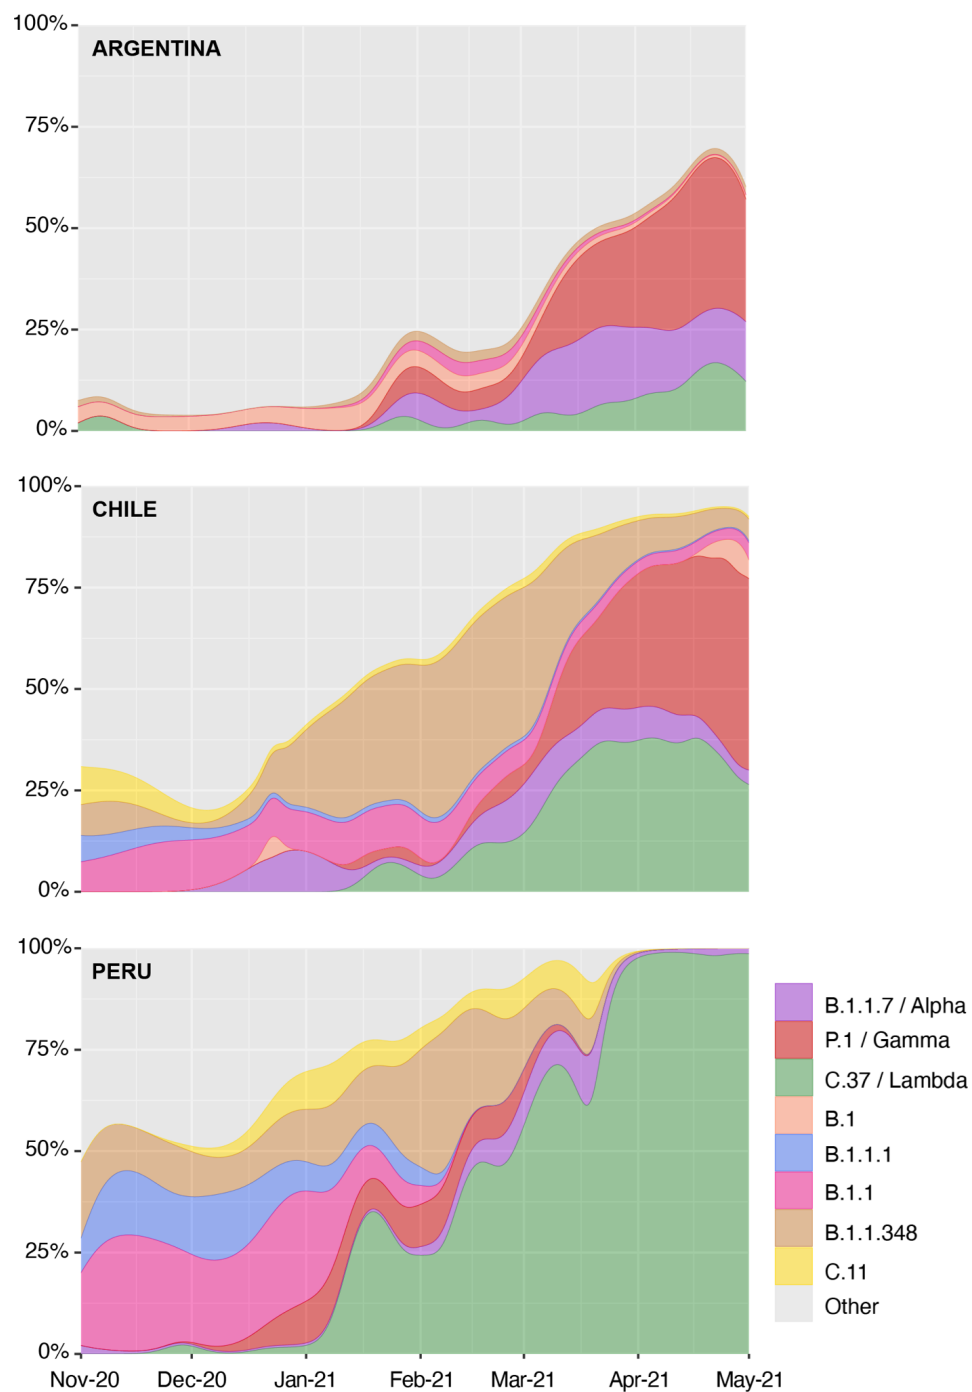 100%
ARGENTINA
75%
50%
25%
0%
100%
CHILE
75%
50%
25%
0%
100%
PERU
75%
50%
25%
0%
Nov-20 Dec-20 Jan-21 Feb-21 Mar-21 Apr-21 May-21
B.1.1.7 / Alpha
P.1 / Gamma
C.37 / Lambda
B.1
B.1.1.1
B.1.1
B.1.1.348
C.11
Other